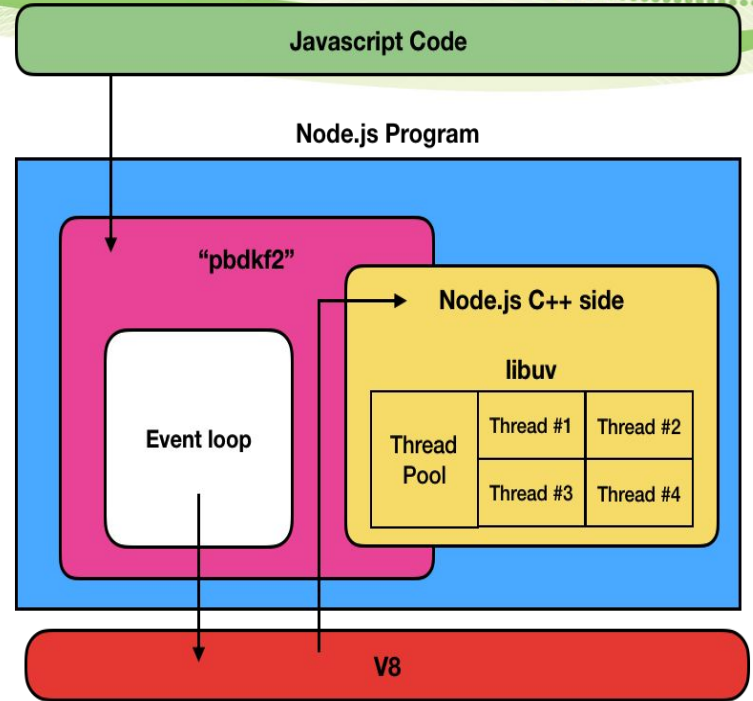 Javascript Code
Node.js Program
“pbdkf2”
Node.js C++ side
libuv
Event loop
Thread
Pool
Thread #1
Thread #2
Thread #3
Thread #4
V8